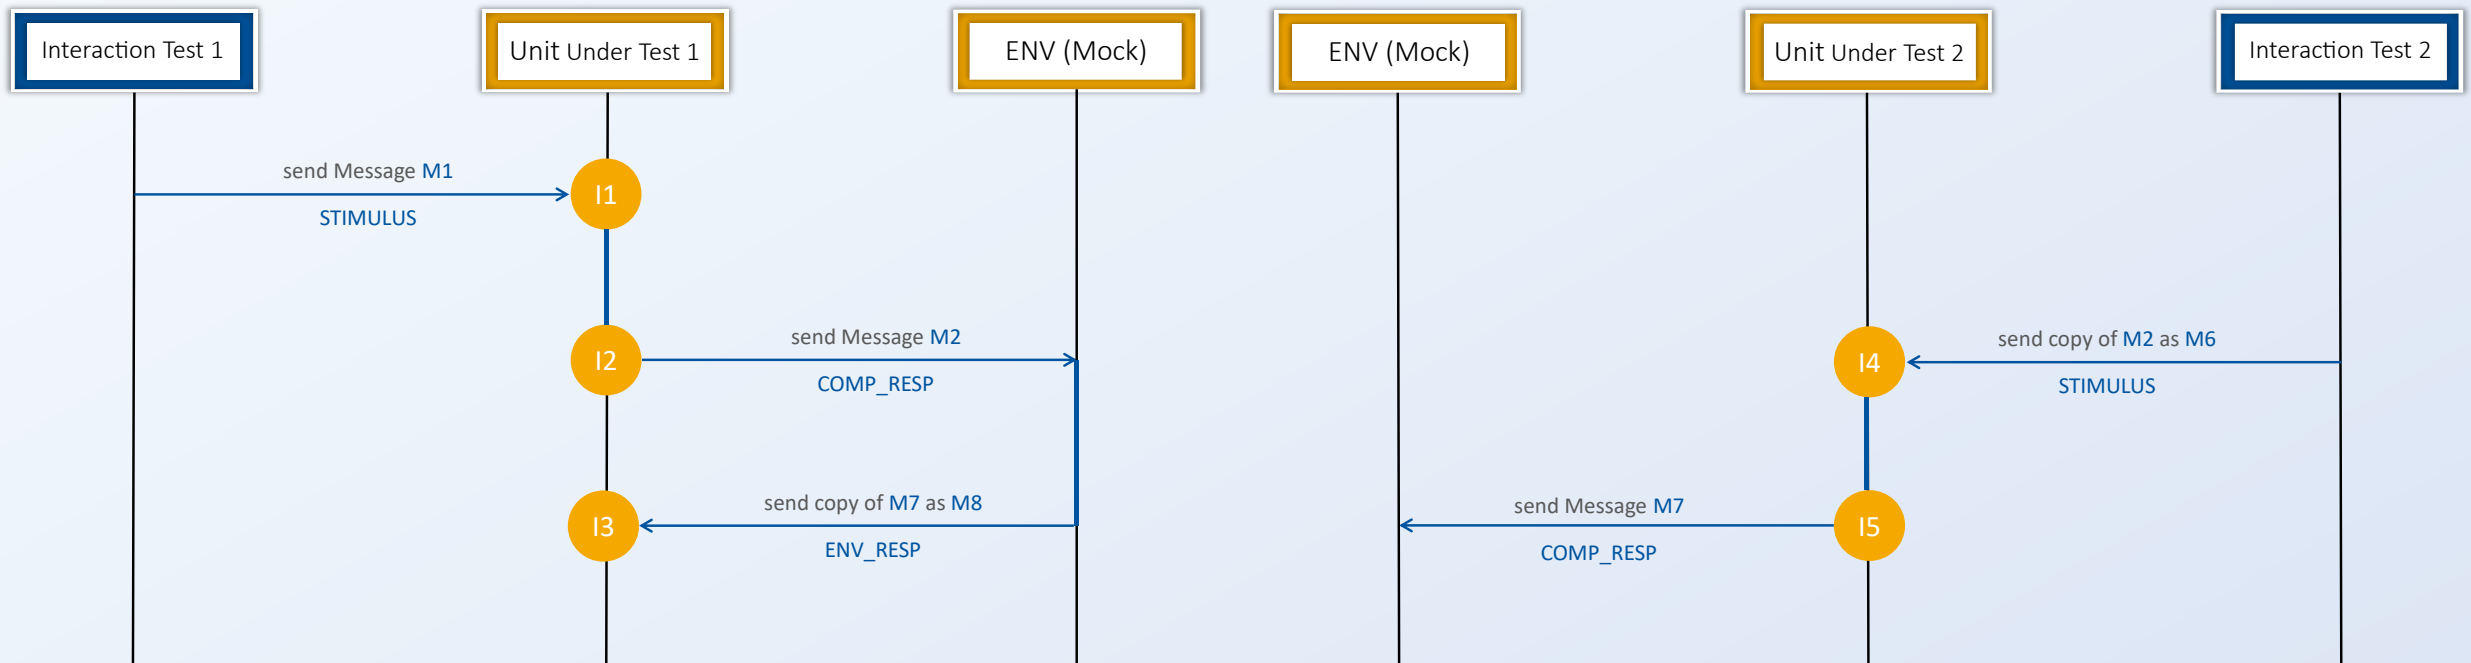 Interaction Test 1
Unit Under Test 1
ENV (Mock)
ENV (Mock)
Unit Under Test 2
Interaction Test 2
send Message M1
I1
STIMULUS
send Message M2
I2
COMP_RESP
send copy of M2 as M6
I4
STIMULUS
send copy of M7 as M8
I3
ENV_RESP
send Message M7
I5
COMP_RESP